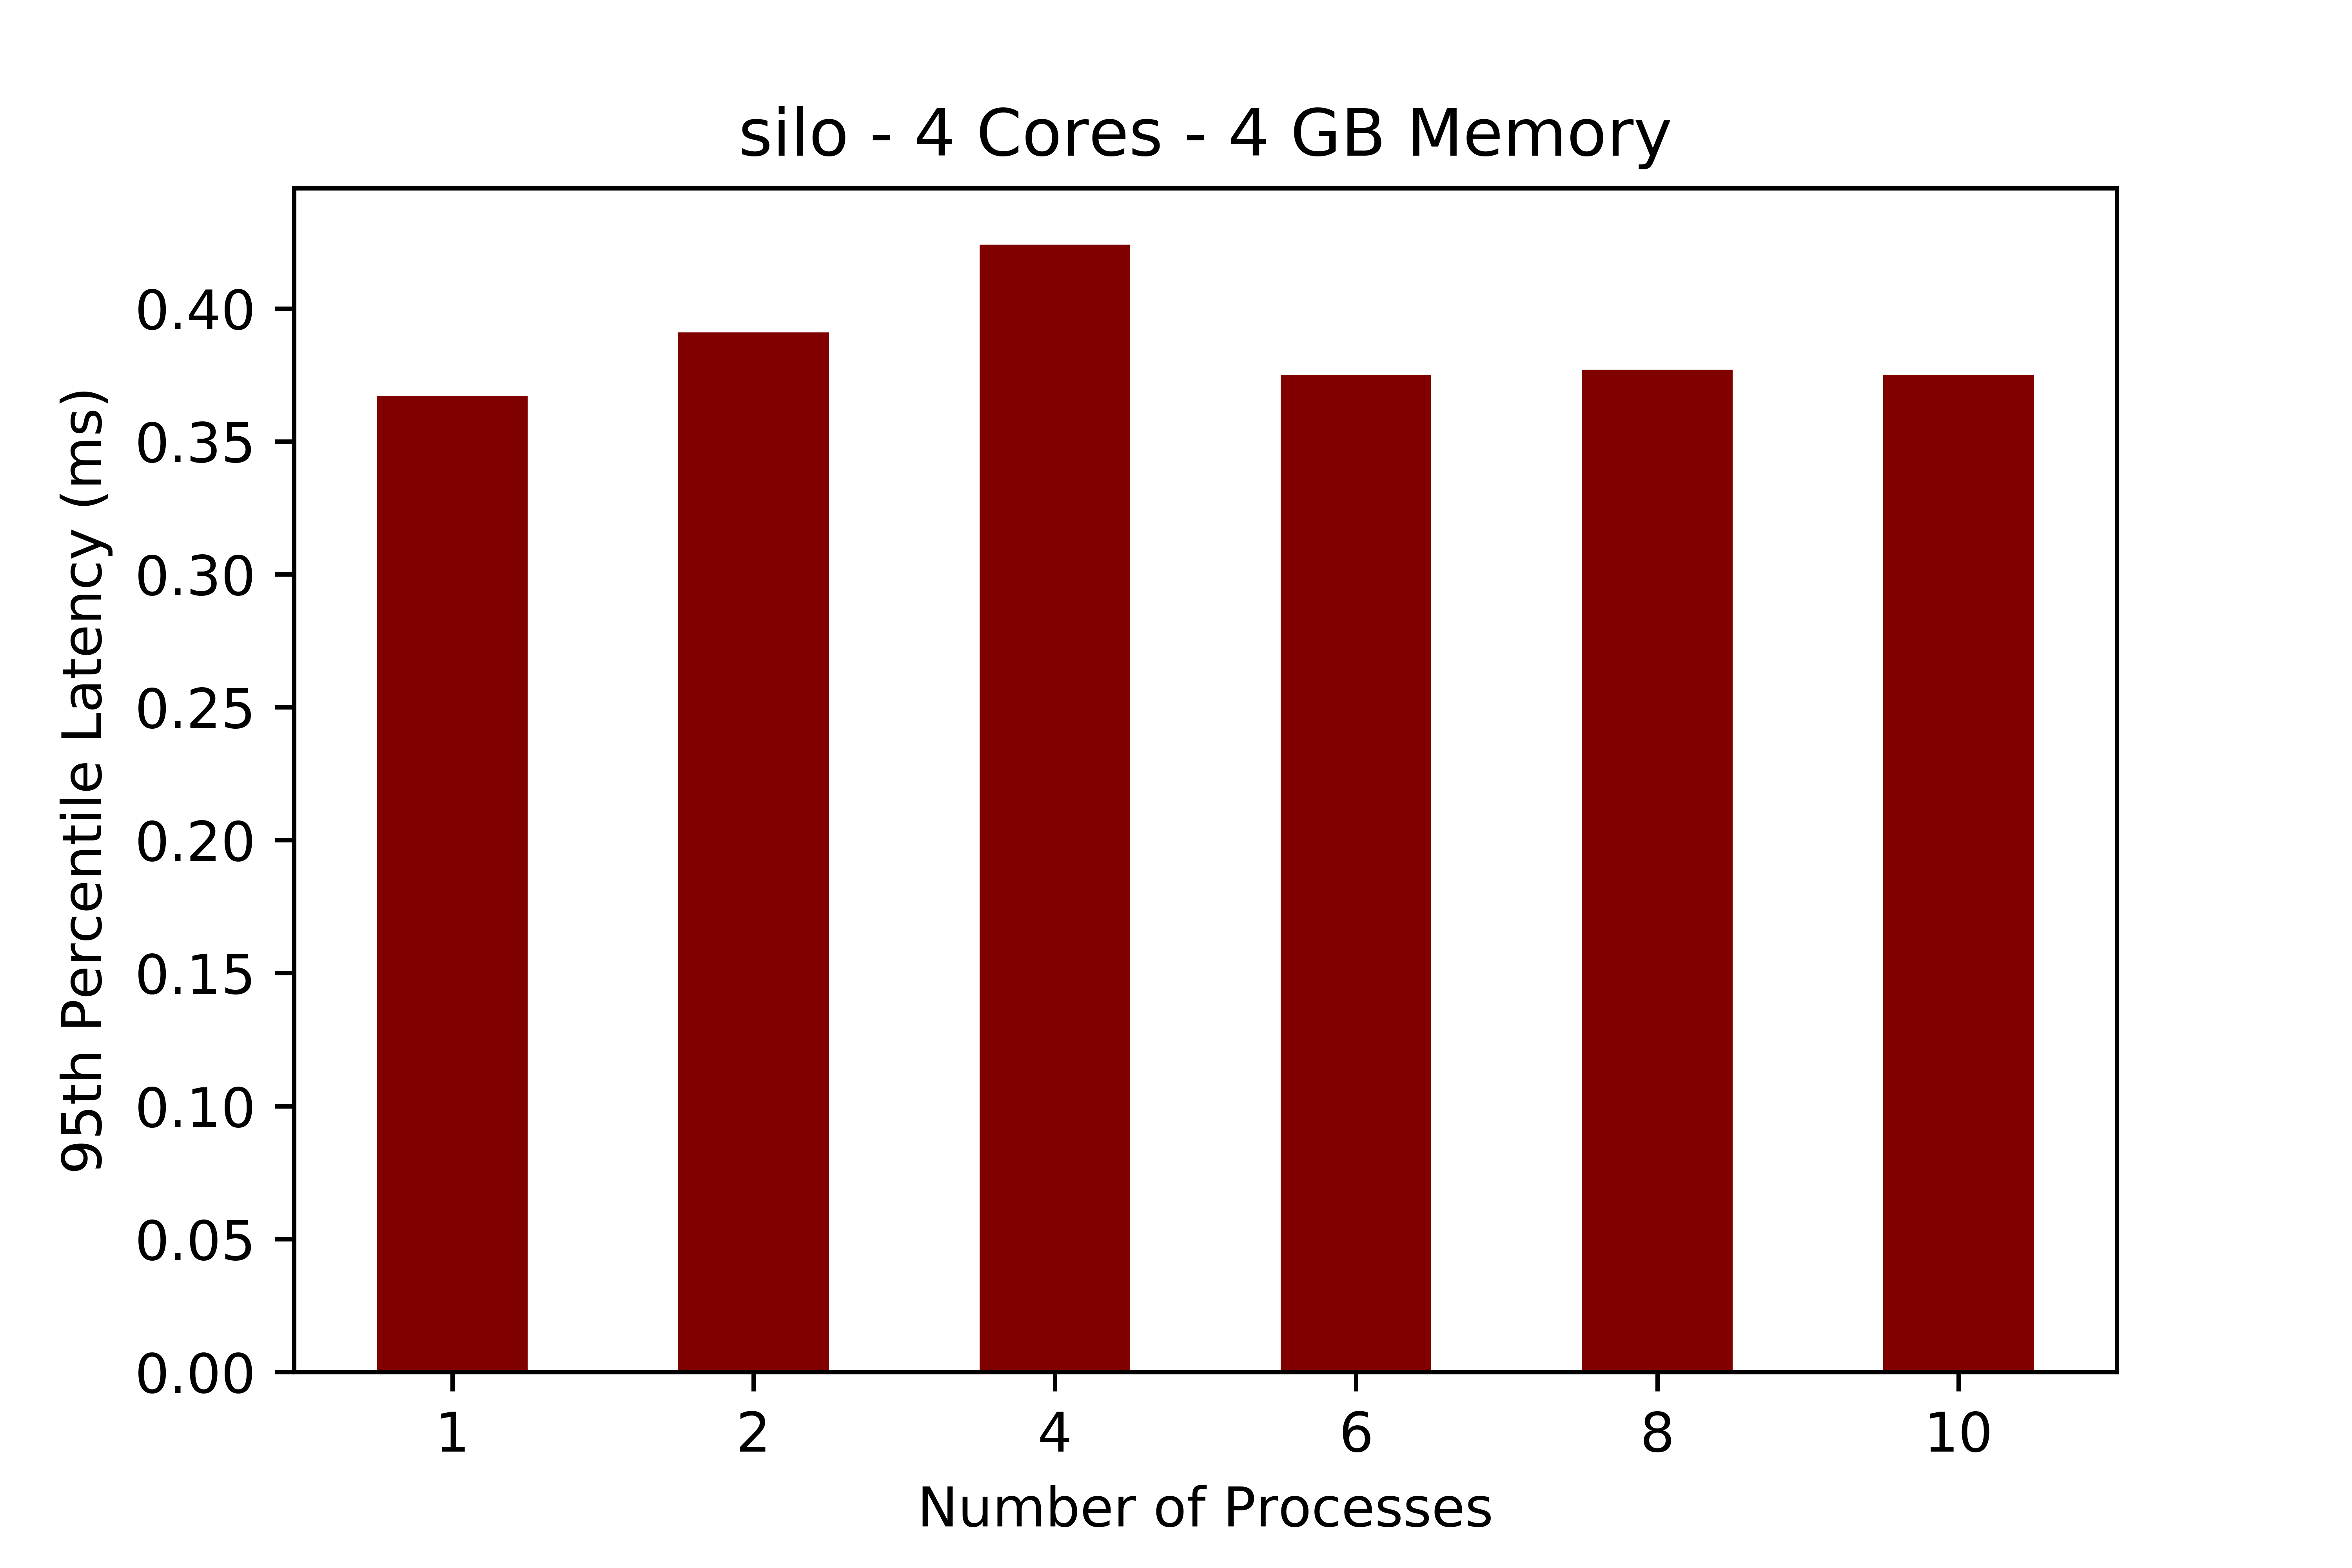 silo - 4 Cores - 4 GB Memory
95th Percentile Latency (ms)
0.40
0.35
0.30
0.25
0.20
0.15
0.10
0.05
0.00
1 2 4 6 8 10
Number of Processes